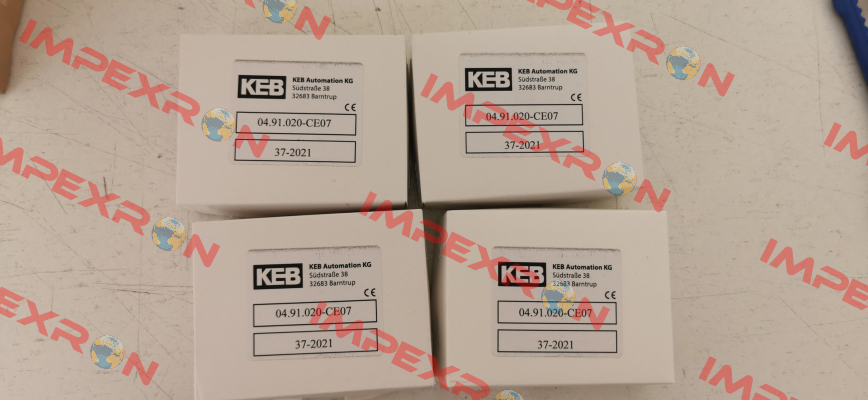 KEB
KEB Automation KG
Südstraße 38
32683 Barntrup
CE
04.91.020-CE07
37-2021
KEB
KEB Automation KG
Südstraße 38
32683 Barntrup
CE
04.91.020-CE07
37-2021
KEB
KEB Automation KG
Südstraße 38
32683 Barntrup
CE
04.91.020-CE07
37-2021
KEB
KEB Automation KG
Südstraße 38
32683 Barntrup
CE
04.91.020-CE07
37-2021
IMPEXRON
IMPEXRON
IMPEXRON
IMPEXRON